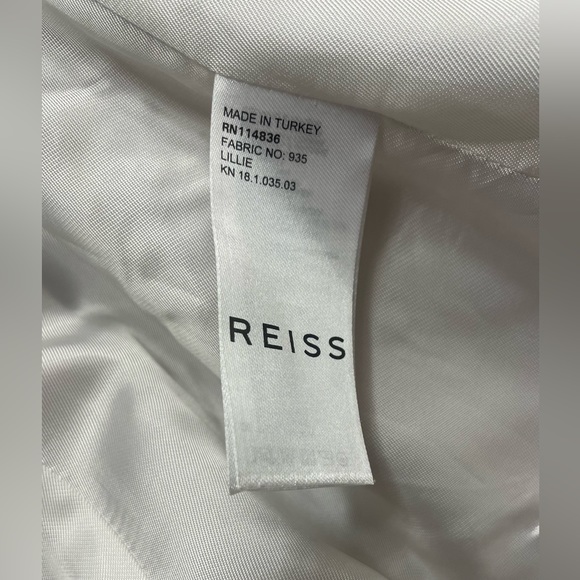 MADE IN TURKEY
RN114836
FABRIC NO: 935
LILLIE
KN 18.1.035.03
REISS